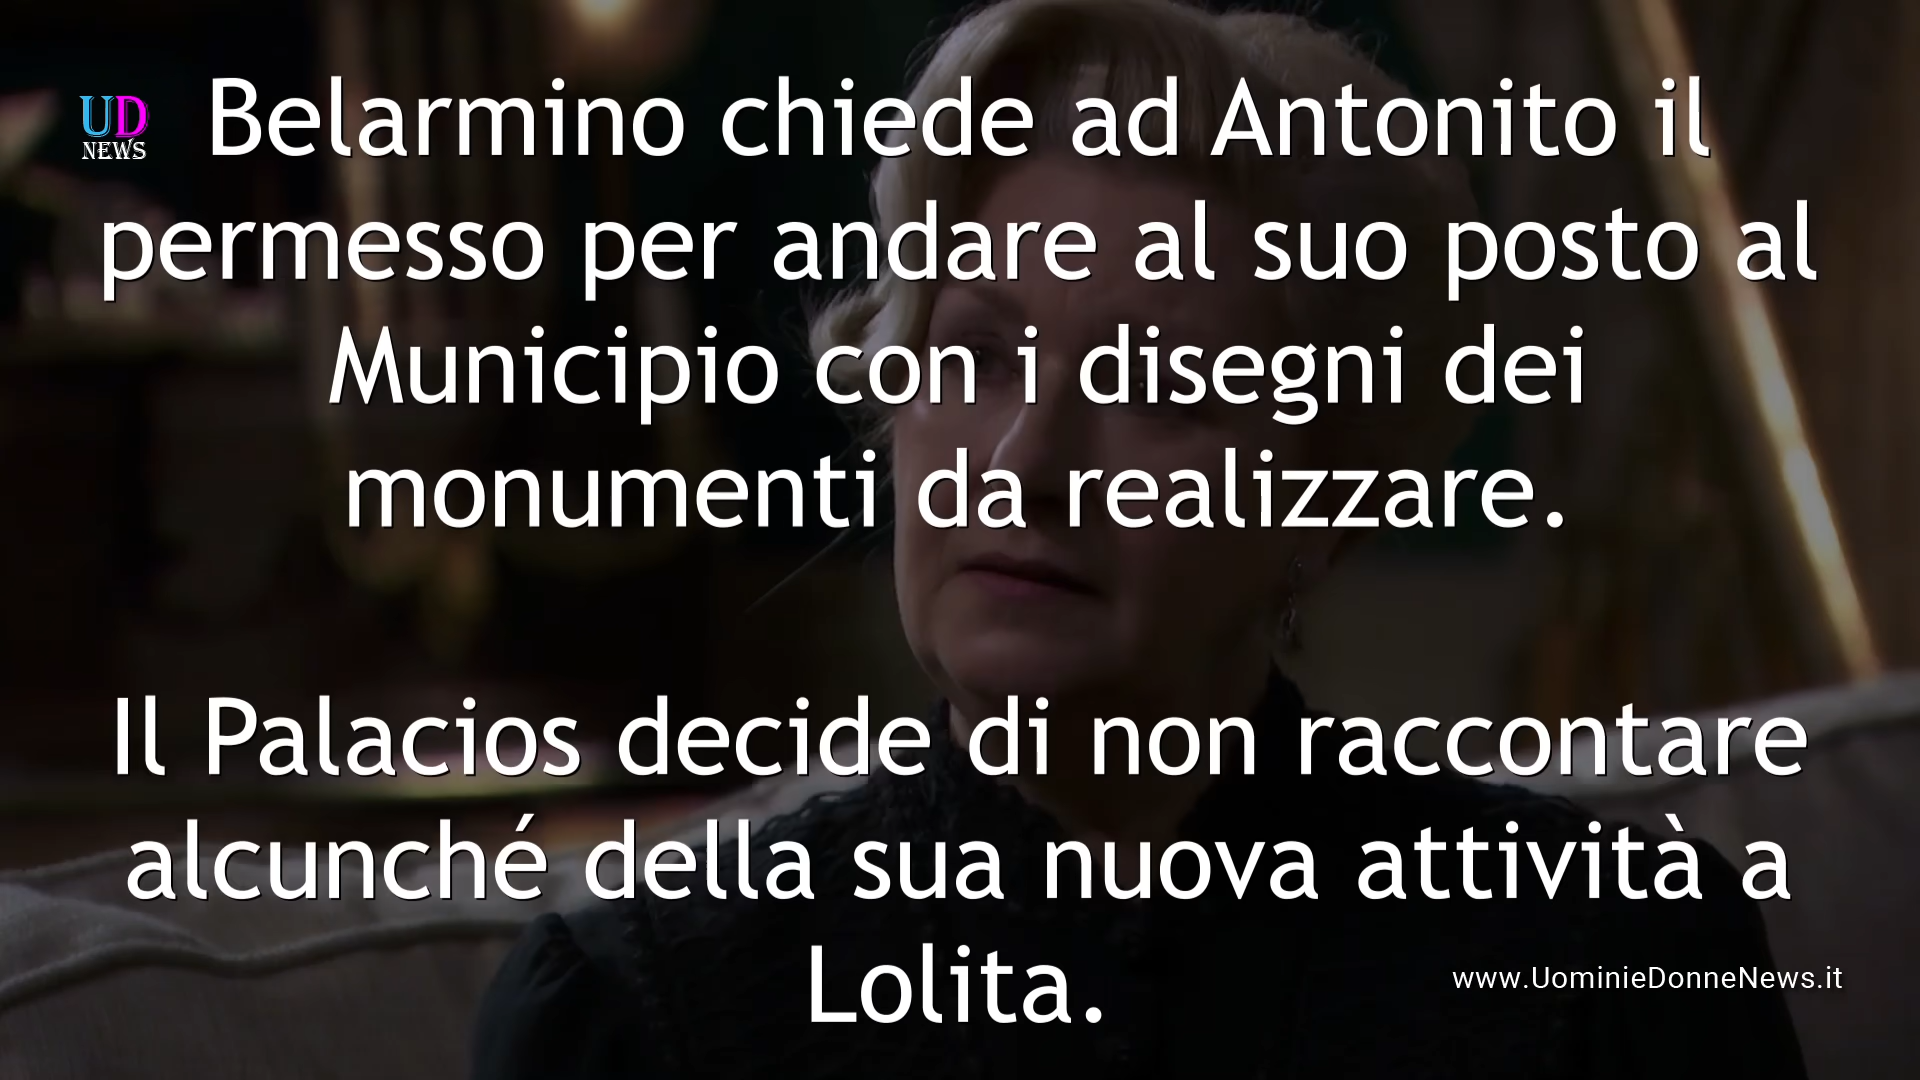 UD
NEWS
Belarmino chiede ad Antonito il
permesso per andare al suo posto al
Municipio con i disegni dei
monumenti da realizzare.
Il Palacios decide di non raccontare
alcunché della sua nuova attività a
Lolita.
www.UominieDonneNews.it